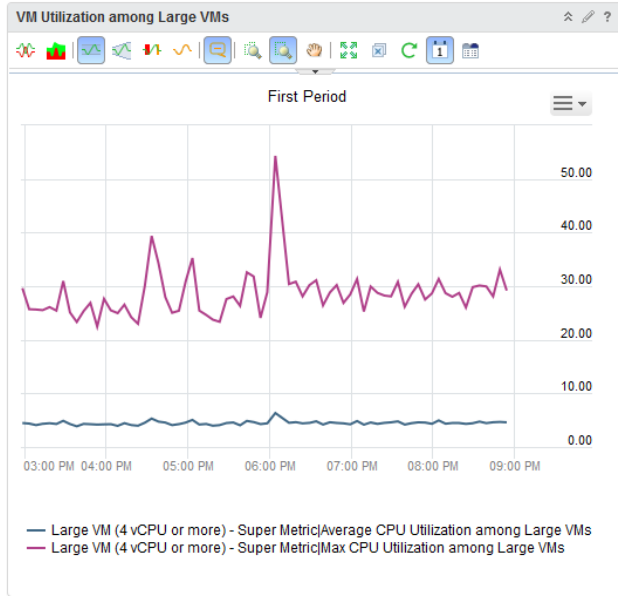 VM Utilization among Large VMs
?
1
First Period
50.00
40.00
30.00
20.00
10.00
0.00
03:00 PM 04:00 PM 05:00 PM 06:00 PM 07:00 PM 08:00 PM 09:00 PM
Large VM (4 vCPU or more) - Super Metric|Average CPU Utilization among Large VMs
Large VM (4 vCPU or more) - Super Metric|Max CPU Utilization among Large VMs